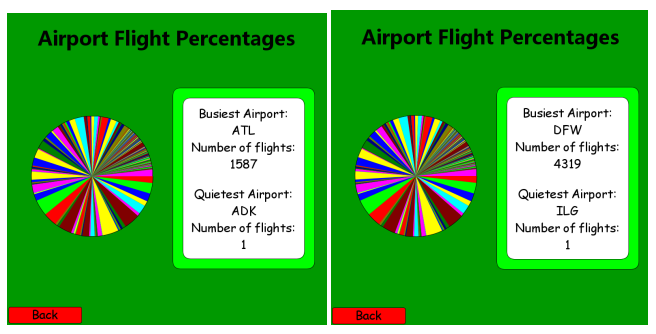 Airport Flight Percentages
Busiest Airport:
ATL
Number of flights:
1587
Quietest Airport:
ADK
Number of flights:
1
Back
Airport Flight Percentages
Busiest Airport:
DFW
Number of flights:
4319
Quietest Airport:
ILG
Number of flights:
1
Back